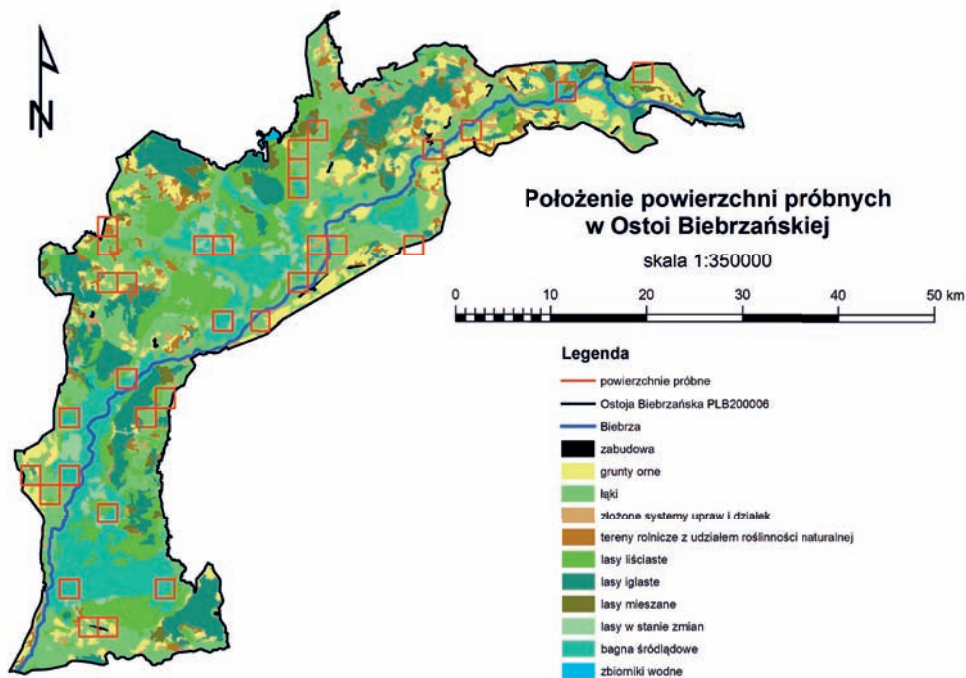 N
Położenie powierzchni próbnych
w Ostoi Biebrzańskiej
skala 1:350000
0 10 20 30 40 50 km
Legenda
powierzchnie próbne
Ostoja Biebrzańska PLB200006
Biebrza
zabudowa
grunty orne
łąki
złożone systemy upraw i działek
tereny rolnicze z udziałem roślinności naturalnej
lasy liściaste
lasy iglaste
lasy mieszane
lasy w stanie zmian
bagna śródlądowe
zbiorniki wodne